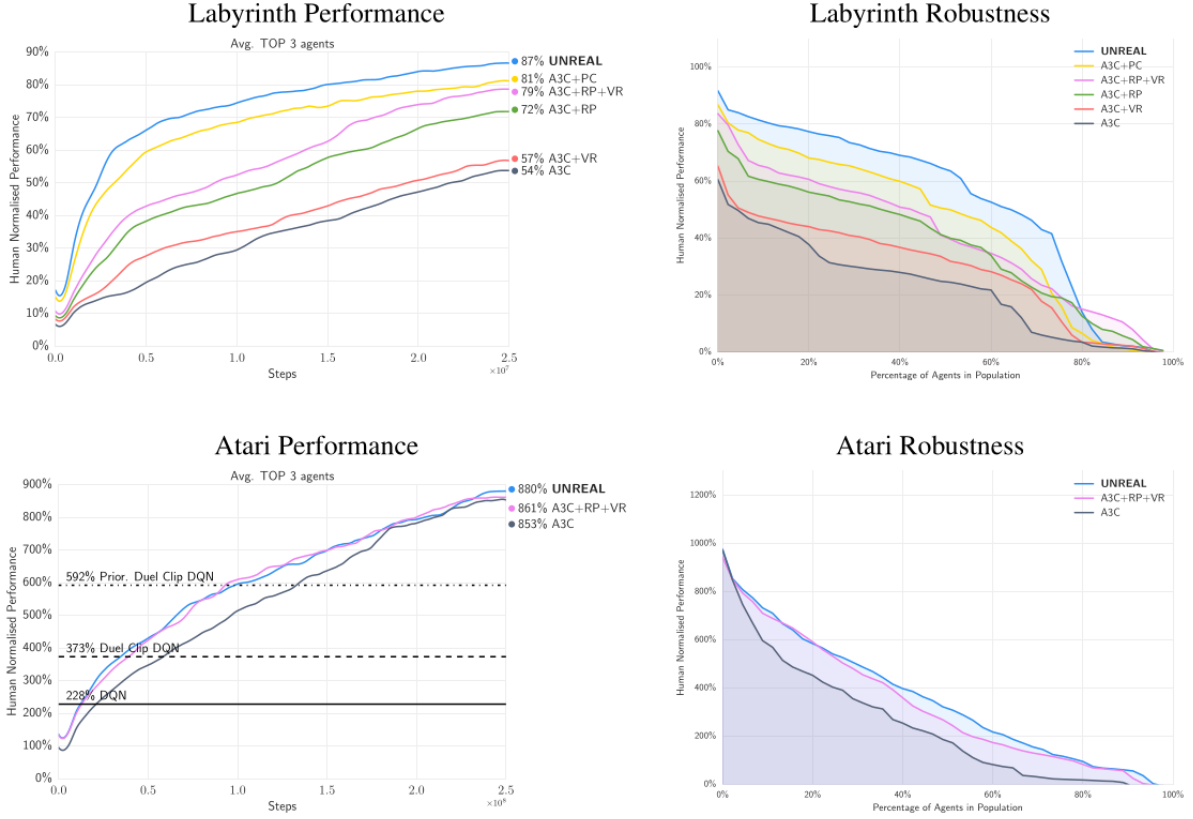 Labyrinth Performance
Avg. TOP 3 agents
Human Normalised Performance
90%
80%
70%
60%
50%
40%
30%
20%
10%
0%
0.0 0.5 1.0 1.5 2.0 2.5
×10⁷
Steps
87% UNREAL
81% A3C+PC
79% A3C+RP+VR
72% A3C+RP
57% A3C+VR
54% A3C
Labyrinth Robustness
Human Normalised Performance
100%
80%
60%
40%
20%
0%
0% 20% 40% 60% 80% 100%
Percentage of Agents in Population
UNREAL
A3C+PC
A3C+RP+VR
A3C+RP
A3C+VR
A3C
Atari Performance
Avg. TOP 3 agents
Human Normalised Performance
900%
800%
700%
600%
500%
400%
300%
200%
100%
0%
592% Prior. Duel Clip DQN
373% Duel Clip DQN
228% DQN
0.0 0.5 1.0 1.5 2.0 2.5
×10⁸
Steps
880% UNREAL
861% A3C+RP+VR
853% A3C
Atari Robustness
Human Normalised Performance
1200%
1000%
800%
600%
400%
200%
0%
0% 20% 40% 60% 80% 100%
Percentage of Agents in Population
UNREAL
A3C+RP+VR
A3C